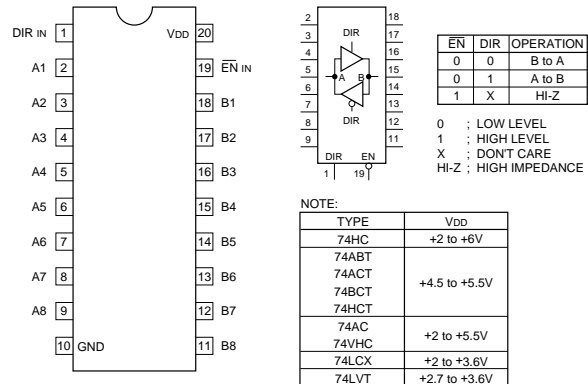 DIR IN 1
VDD 20
A1 2
19 EN IN
A2 3
18 B1
A3 4
17 B2
A4 5
16 B3
A5 6
15 B4
A6 7
14 B5
A7 8
13 B6
A8 9
12 B7
10 GND
11 B8
2
3
4
5
6
7
8
9
18
17
16
15
14
13
12
11
DIR
A B
DIR
DIR EN
1 19
EN DIR OPERATION
0 0 B to A
0 1 A to B
1 X HI-Z
0 ; LOW LEVEL
1 ; HIGH LEVEL
X ; DON'T CARE
HI-Z ; HIGH IMPEDANCE
NOTE:
TYPE VDD
74HC +2 to +6V
74ABT
74ACT
74BCT
74HCT
+4.5 to +5.5V
74AC
74VHC
+2 to +5.5V
74LCX +2 to +3.6V
74LVT +2.7 to +3.6V